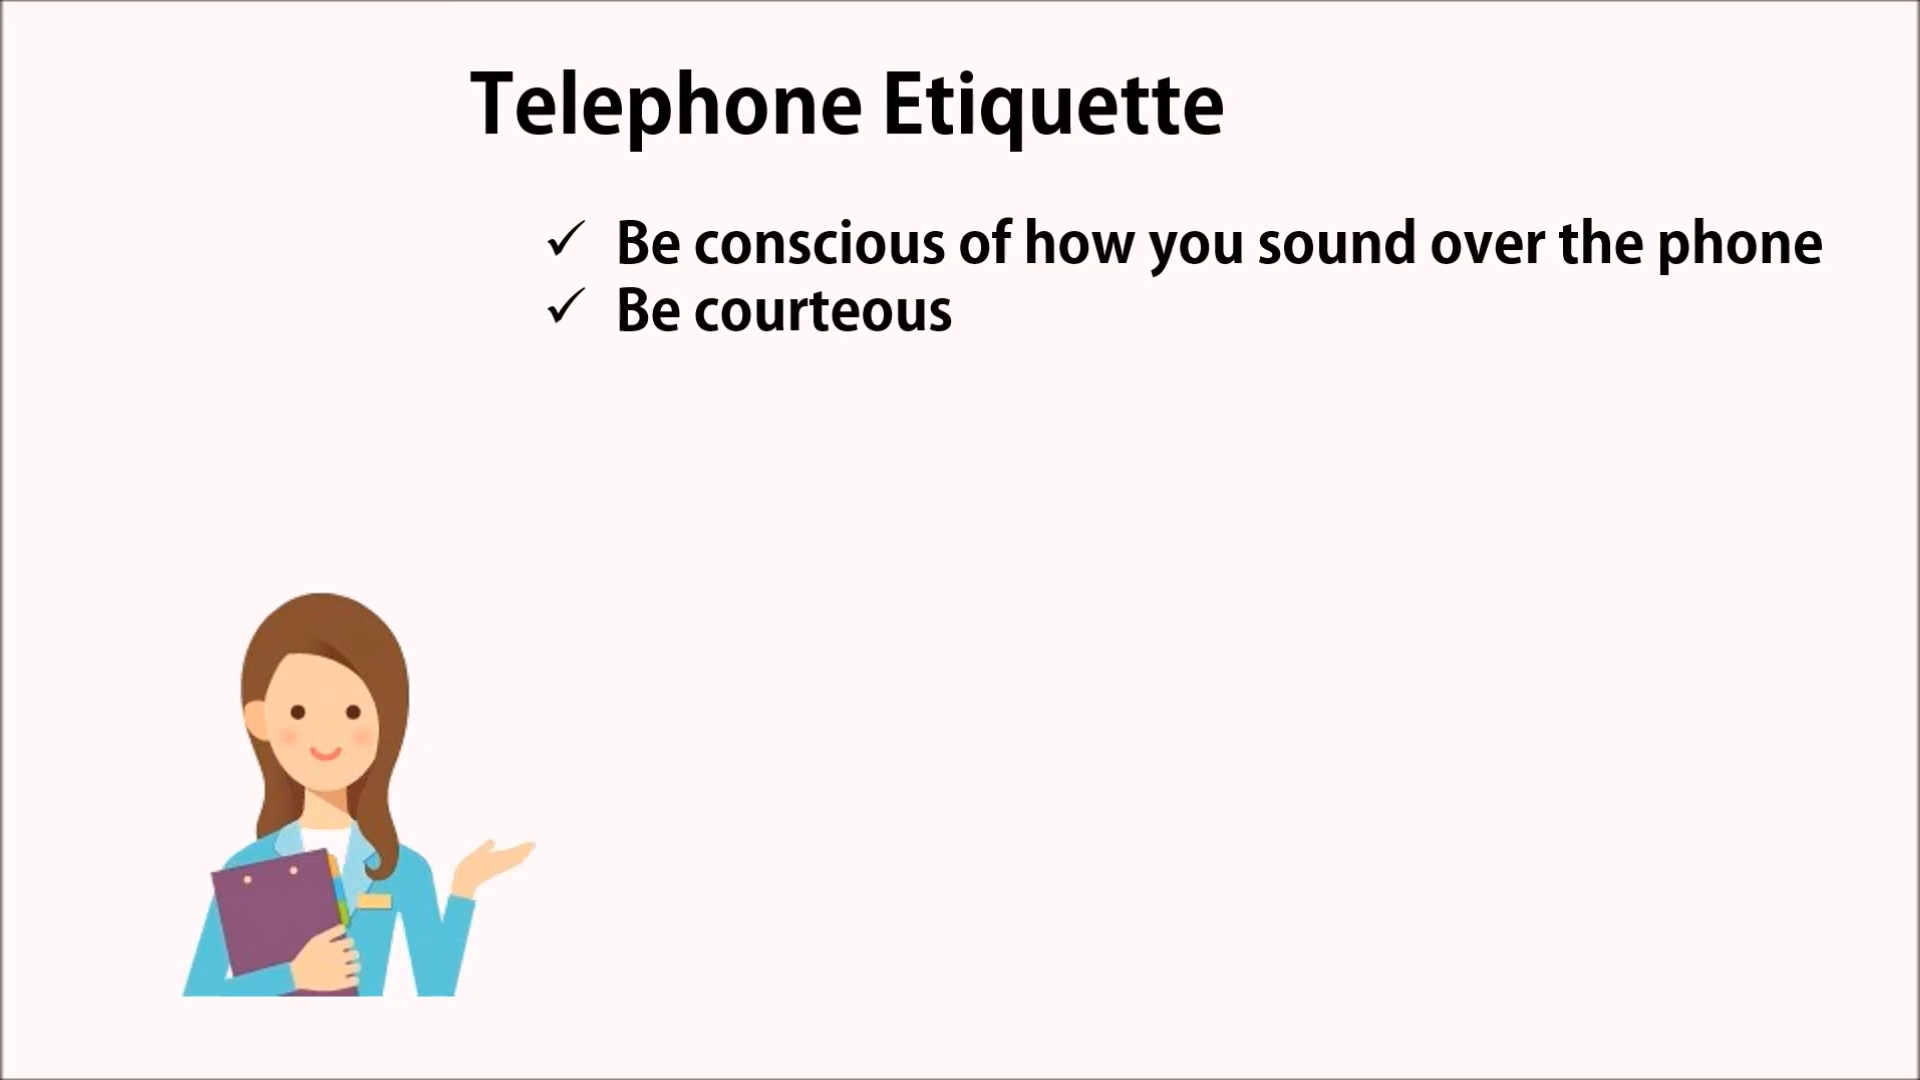 Telephone Etiquette
✓ Be conscious of how you sound over the phone
✓ Be courteous